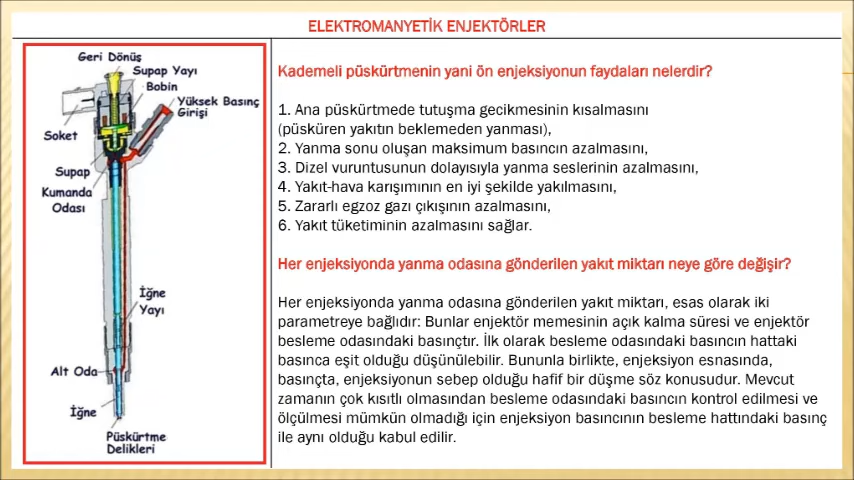 ELEKTROMANYETİK ENJEKTÖRLER
Geri Dönüş
Supap Yayı
Bobin
Yüksek Basınç
Girişi
Soket
Supap
Kumanda
Odası
İğne
Yayı
Alt Oda
İğne
Püskürtme
Delikleri
Kademeli püskürtmenin yani ön enjeksiyonun faydaları nelerdir?
1. Ana püskürtmede tutuşma gecikmesinin kısalmasını
(püsküren yakıtın beklemeden yanması),
2. Yanma sonu oluşan maksimum basıncın azalmasını,
3. Dizel vuruntusunun dolayısıyla yanma seslerinin azalmasını,
4. Yakıt-hava karışımının en iyi şekilde yakılmasını,
5. Zararlı egzoz gazı çıkışının azalmasını,
6. Yakıt tüketiminin azalmasını sağlar.
Her enjeksiyonda yanma odasına gönderilen yakıt miktarı neye göre değişir?
Her enjeksiyonda yanma odasına gönderilen yakıt miktarı, esas olarak iki
parametreye bağlıdır: Bunlar enjektör memesinin açık kalma süresi ve enjektör
besleme odasındaki basınçtır. İlk olarak besleme odasındaki basıncın hattaki
basınca eşit olduğu düşünülebilir. Bununla birlikte, enjeksiyon esnasında,
basınçta, enjeksiyonun sebep olduğu hafif bir düşme söz konusudur. Mevcut
zamanın çok kısıtlı olmasından besleme odasındaki basıncın kontrol edilmesi ve
ölçülmesi mümkün olmadığı için enjeksiyon basıncının besleme hattındaki basınç
ile aynı olduğu kabul edilir.